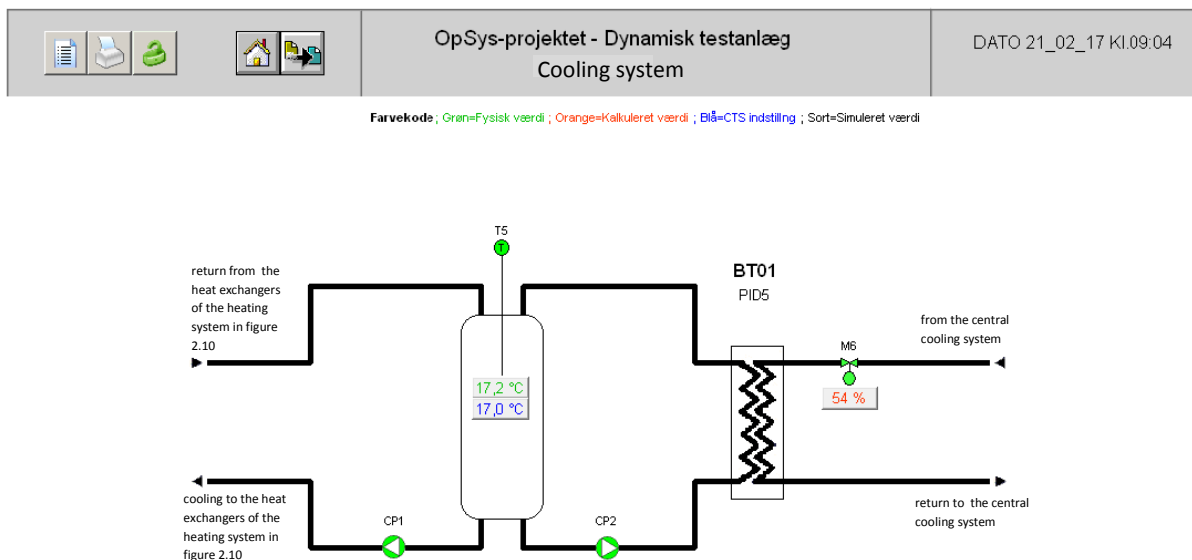 OpSys-projektet - Dynamisk testanlæg
Cooling system
DATO 21_02_17 Kl.09:04
Farvekode ; Grøn=Fysisk værdi ; Orange=Kalkuleret værdi ; Blå=CTS indstillng ; Sort=Simuleret værdi
T5
T
return from the
heat exchangers
of the heating
system in figure
2.10
BT01
PID5
from the central
cooling system
M6
17,2 °C
17,0 °C
54 %
cooling to the heat
exchangers of the
heating system in
figure 2.10
CP1
CP2
return to the central
cooling system